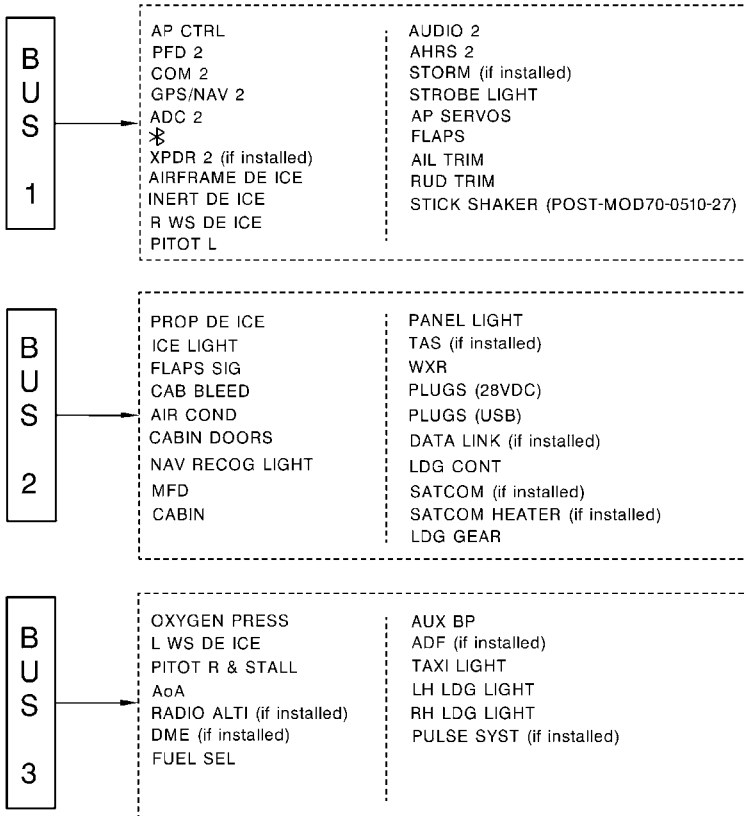 BUS 1
AP CTRL
PFD 2
COM 2
GPS/NAV 2
ADC 2
XPDR 2 (if installed)
AIRFRAME DE ICE
INERT DE ICE
R WS DE ICE
PITOT L
AUDIO 2
AHRS 2
STORM (if installed)
STROBE LIGHT
AP SERVOS
FLAPS
AIL TRIM
RUD TRIM
STICK SHAKER (POST-MOD70-0510-27)
BUS 2
PROP DE ICE
ICE LIGHT
FLAPS SIG
CAB BLEED
AIR COND
CABIN DOORS
NAV RECOG LIGHT
MFD
CABIN
PANEL LIGHT
TAS (if installed)
WXR
PLUGS (28VDC)
PLUGS (USB)
DATA LINK (if installed)
LDG CONT
SATCOM (if installed)
SATCOM HEATER (if installed)
LDG GEAR
BUS 3
OXYGEN PRESS
L WS DE ICE
PITOT R & STALL
AoA
RADIO ALTI (if installed)
DME (if installed)
FUEL SEL
AUX BP
ADF (if installed)
TAXI LIGHT
LH LDG LIGHT
RH LDG LIGHT
PULSE SYST (if installed)